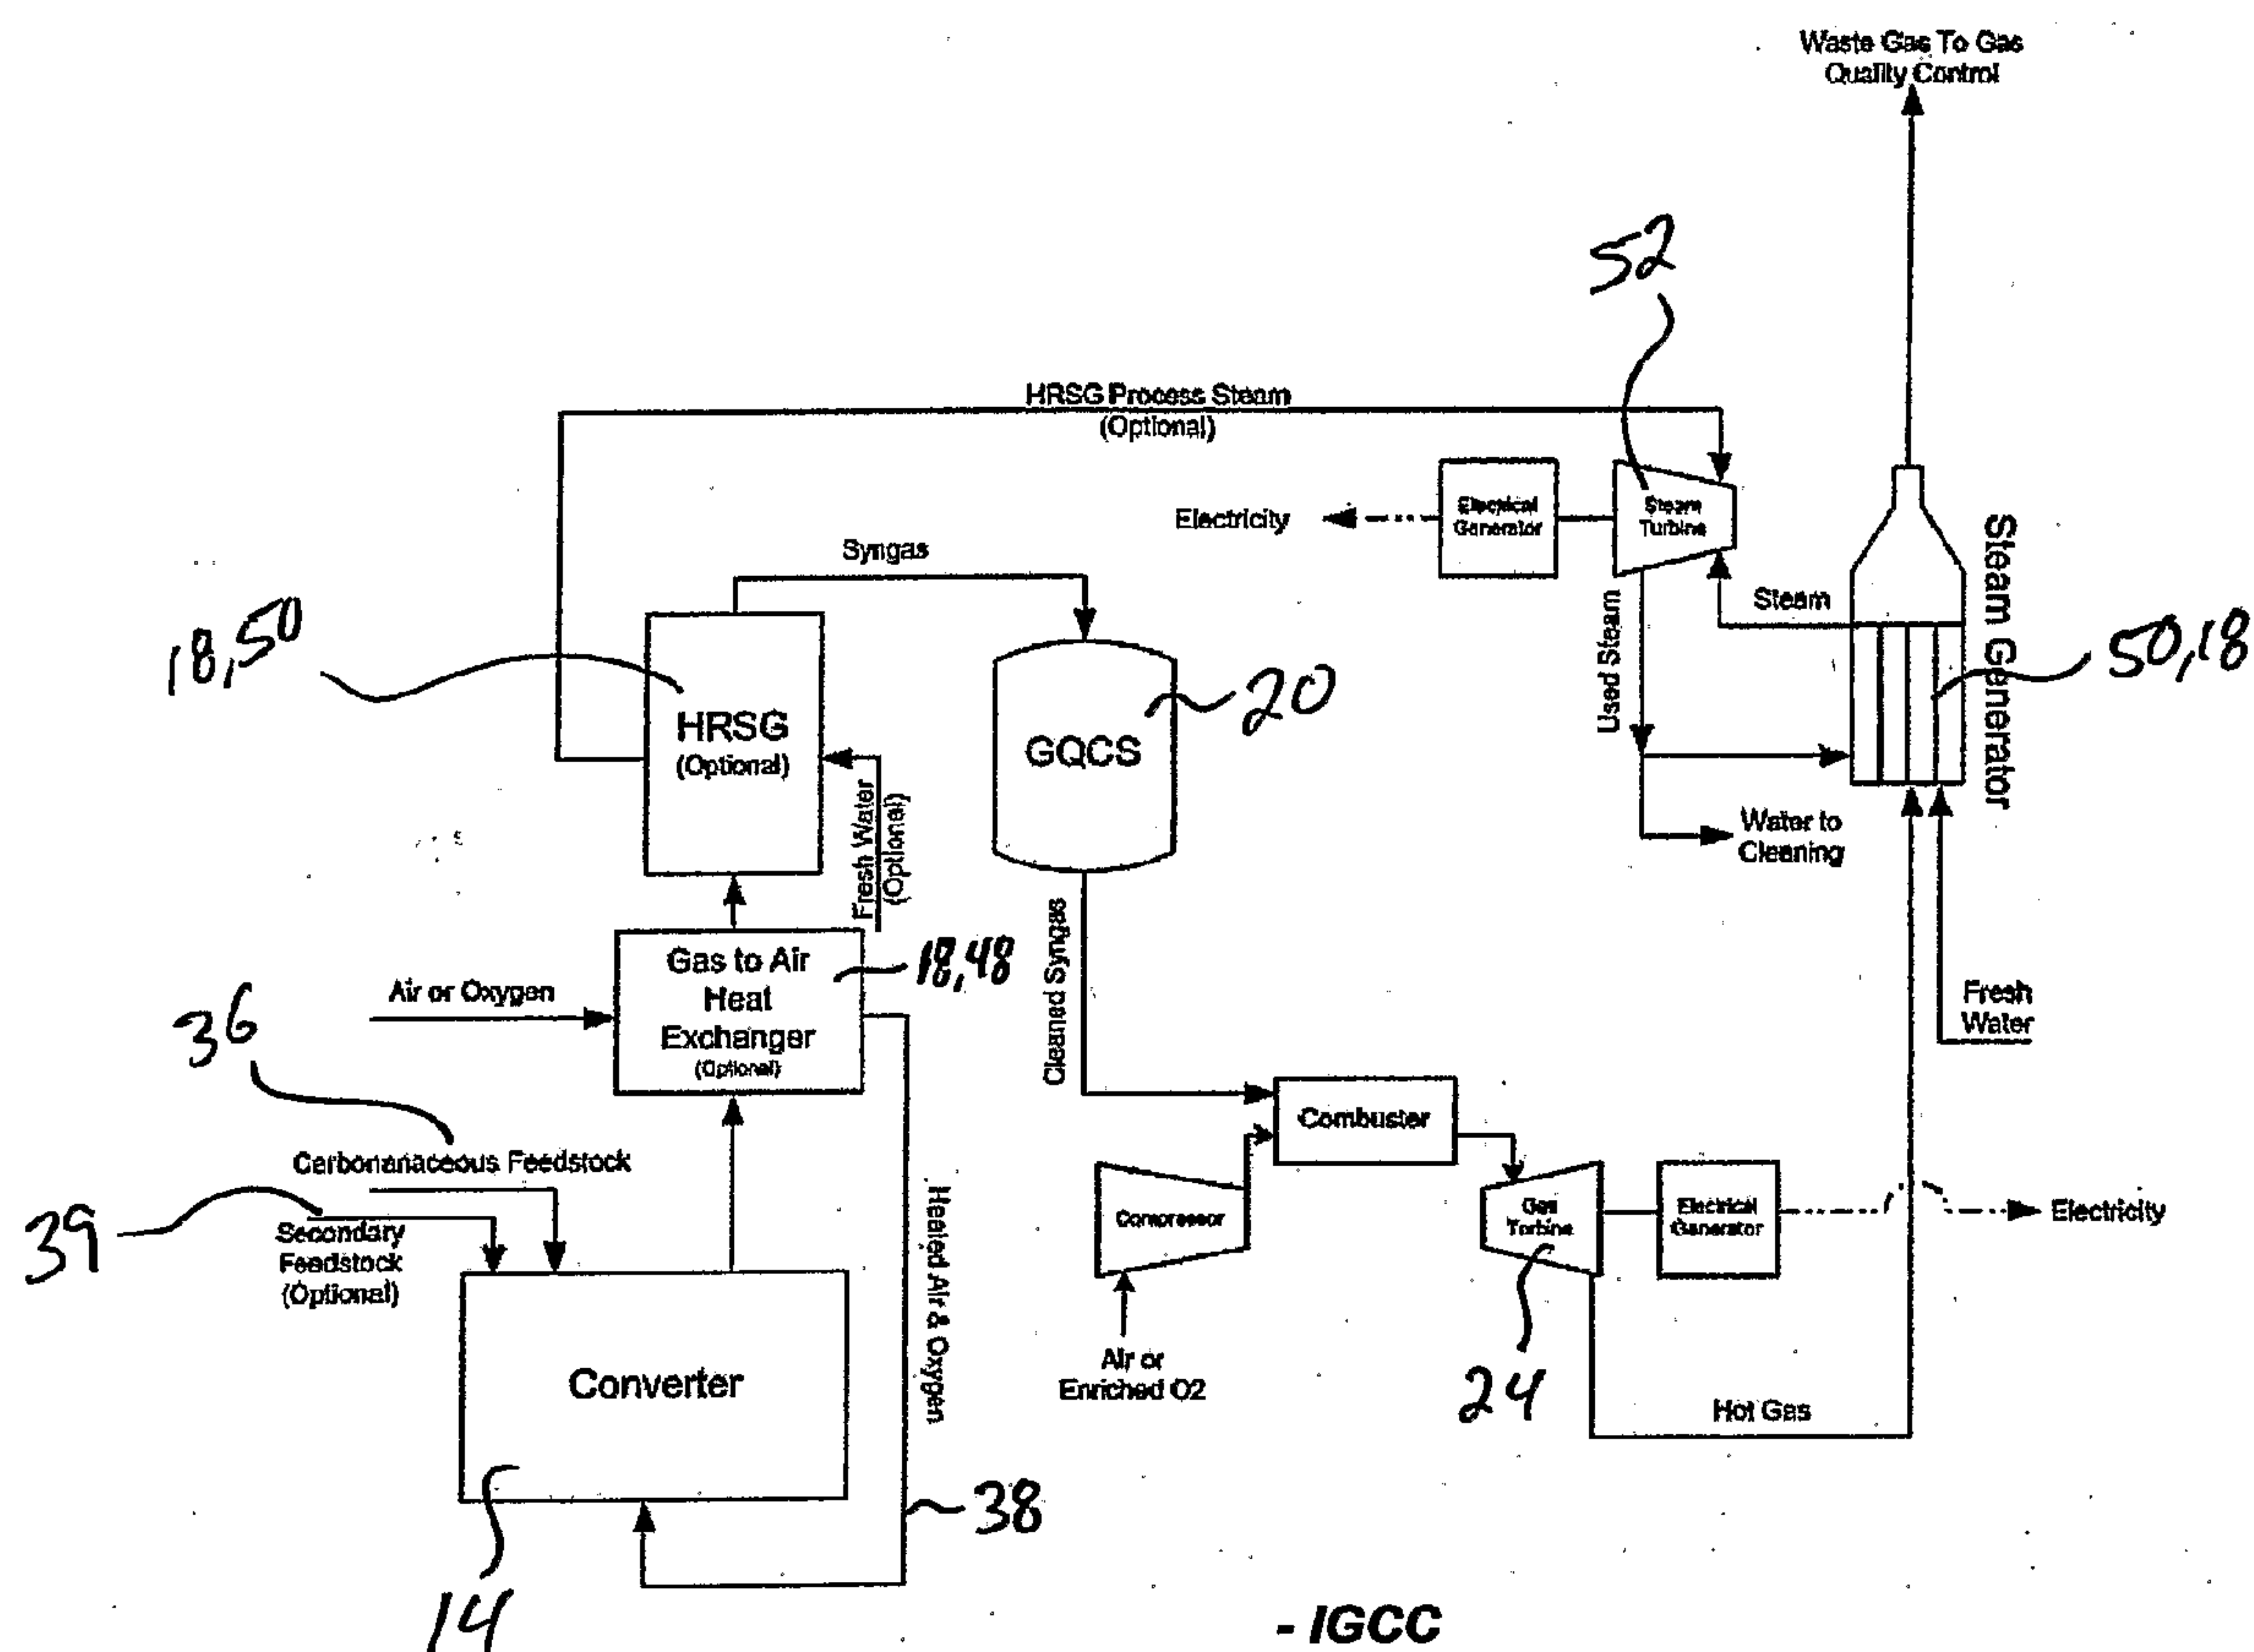 Waste Gas To Gas
Quality Control
52
HRSG Process Steam
(Optional)
Electricity
Electrical
Generator
Steam
Turbine
Steam Generator
Syngas
Steam
Used Steam
18,50
50,18
HRSG
(Optional)
20
GQCS
Fresh Water
(Optional)
Water to
Cleaning
Gas to Air
Heat
Exchanger
(Optional)
18,48
Air or Oxygen
36
Cleaned Syngas
Fresh
Water
Combuster
Carbonanaceous Feedstock
39
Secondary
Feedstock
(Optional)
Heated Air & Oxygen
Compressor
Gas
Turbine
Electrical
Generator
Electricity
Converter
Air or
Enriched O2
24
Hot Gas
38
14
- IGCC